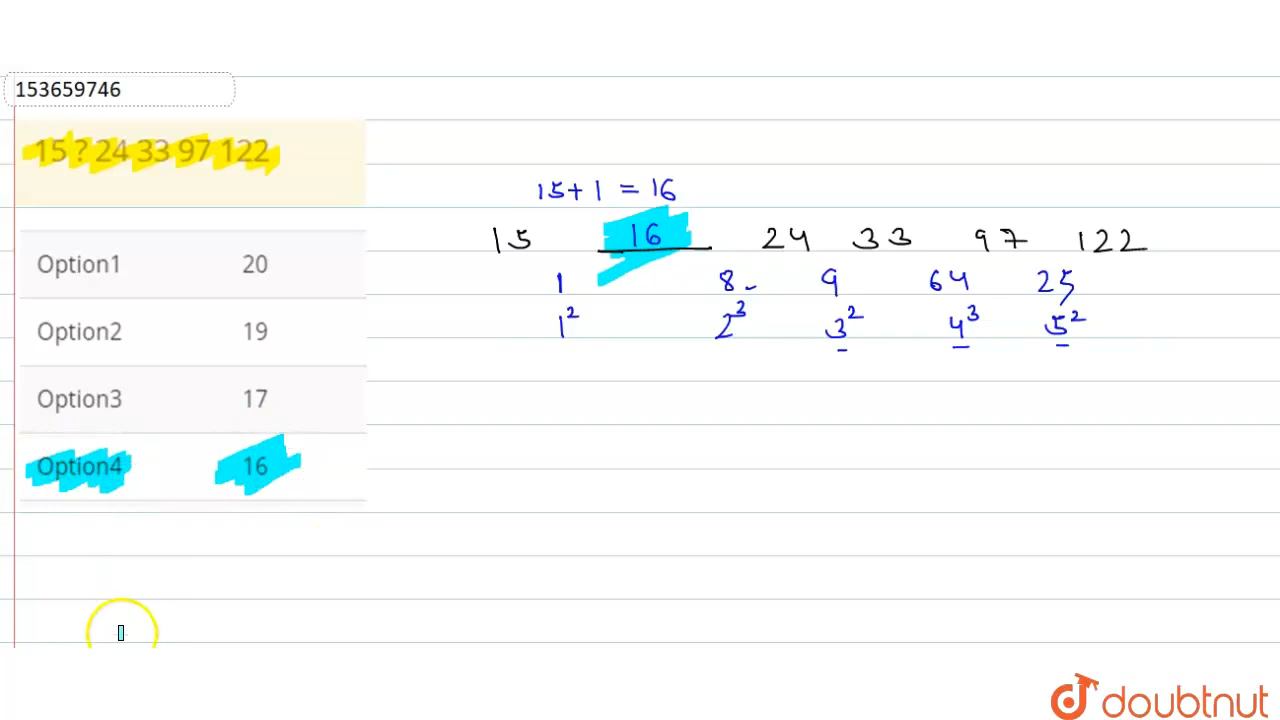 153659746
15 ? 24 33 97 122
15 + 1 = 16
15 16 24 33 97 122
1 8 9 64 25
1² 2³ 3² 4³ 5²
Option1 20
Option2 19
Option3 17
Option4 16
doubtnut